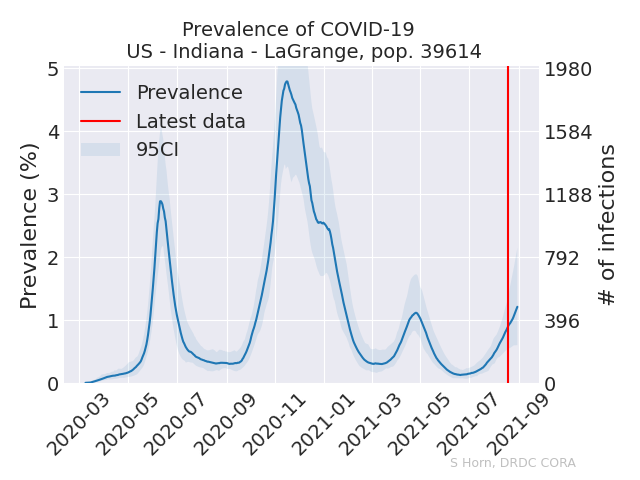 Prevalence of COVID-19
US - Indiana - LaGrange, pop. 39614
Prevalence
Latest data
95CI
Prevalence (%)
5
4
3
2
1
0
1980
1584
1188
792
396
0
# of infections
2020-03
2020-05
2020-07
2020-09
2020-11
2021-01
2021-03
2021-05
2021-07
2021-09
S Horn, DRDC CORA